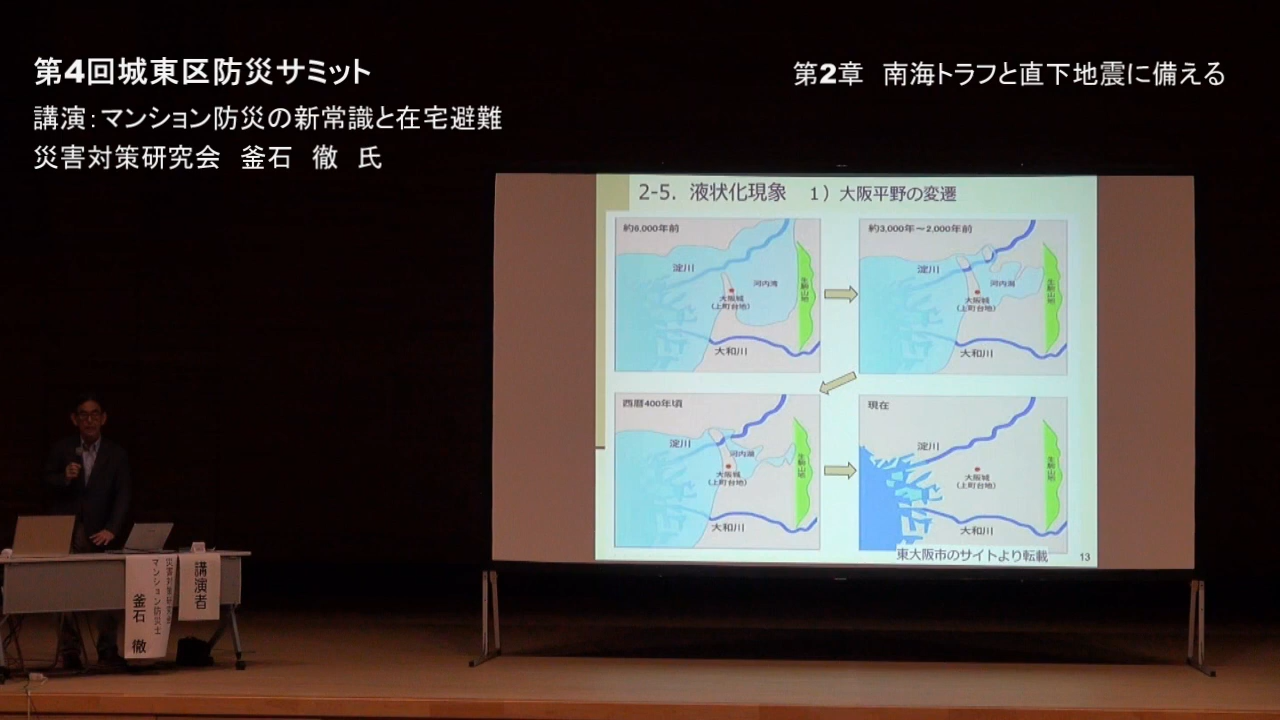 第4回城東区防災サミット
講演：マンション防災の新常識と在宅避難
災害対策研究会　釜石　徹　氏
第2章　南海トラフと直下地震に備える
2-5．液状化現象　1）大阪平野の変遷
約6,000年前
淀川
河内湾
大阪城
（上町台地）
生駒山地
大和川
約3,000年～2,000年前
淀川
河内潟
大阪城
（上町台地）
生駒山地
大和川
西暦400年頃
淀川
河内湖
大阪城
（上町台地）
生駒山地
大和川
現在
淀川
大阪城
（上町台地）
生駒山地
大和川
東大阪市のサイトより転載
13
講演者
災害対策研究会
マンション防災士
釜石　徹